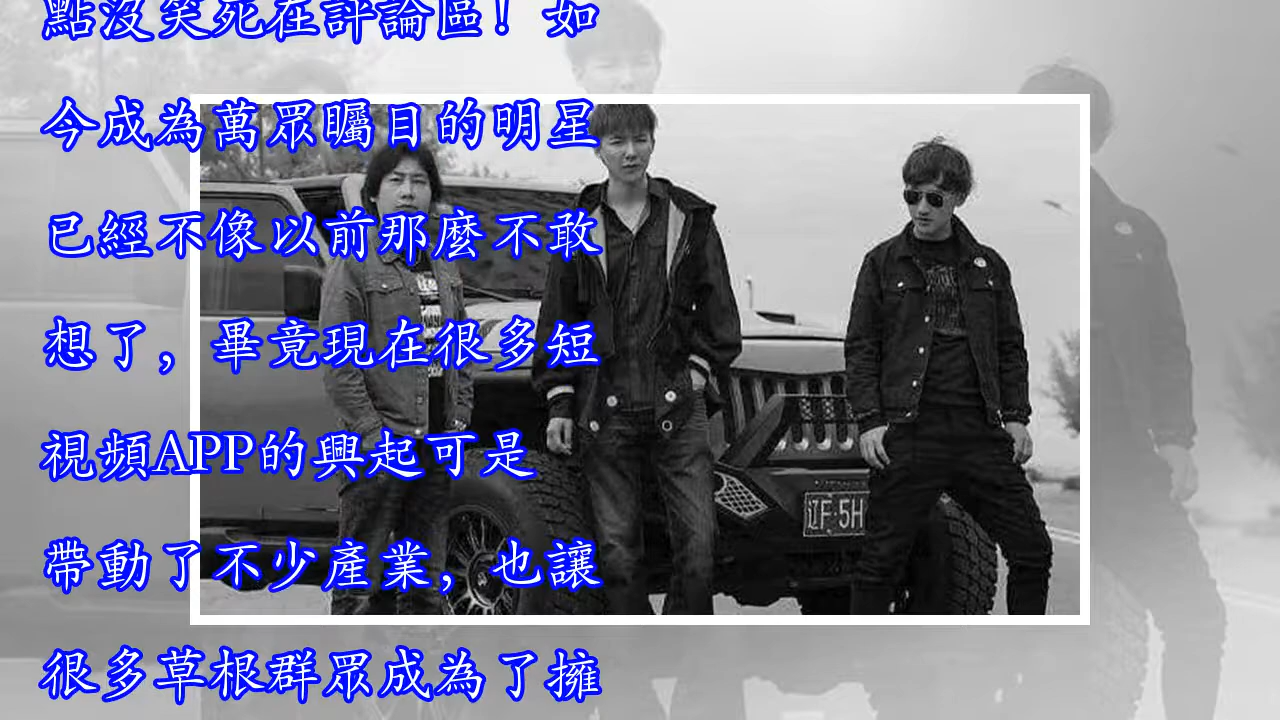 點沒笑死在評論區！如
今成為萬眾矚目的明星
已經不像以前那麼不敢
想了，畢竟現在很多短
視頻APP的興起可是
帶動了不少產業，也讓
很多草根群眾成為了擁
辽F·5H